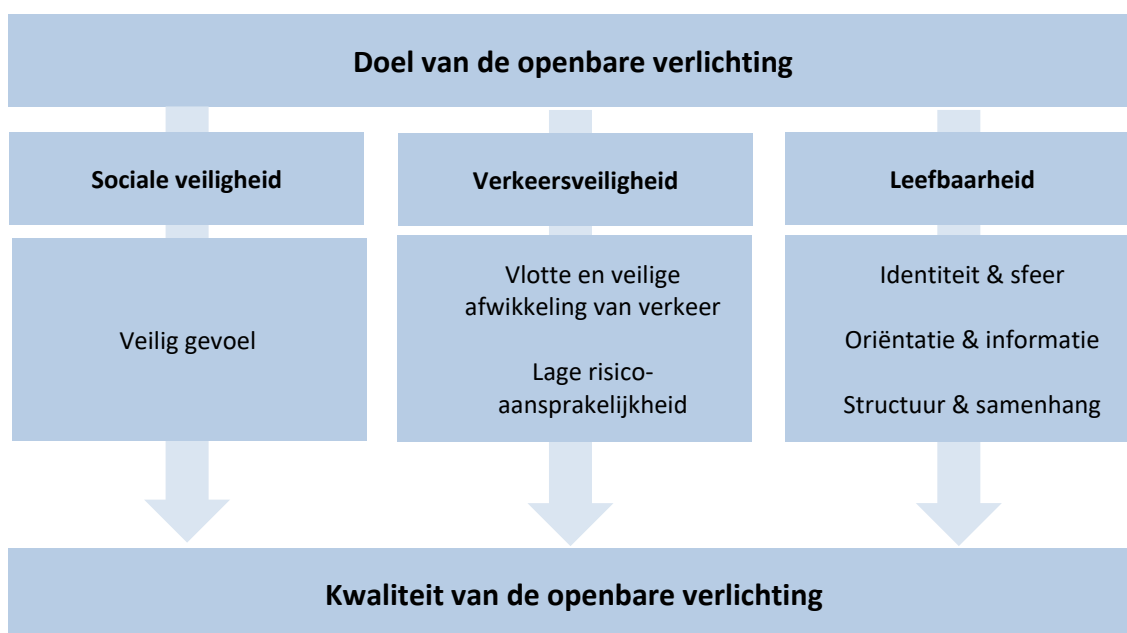 Doel van de openbare verlichting
Sociale veiligheid
Veilig gevoel
Verkeersveiligheid
Vlotte en veilige
afwikkeling van verkeer
Lage risico-
aansprakelijkheid
Leefbaarheid
Identiteit & sfeer
Oriëntatie & informatie
Structuur & samenhang
Kwaliteit van de openbare verlichting